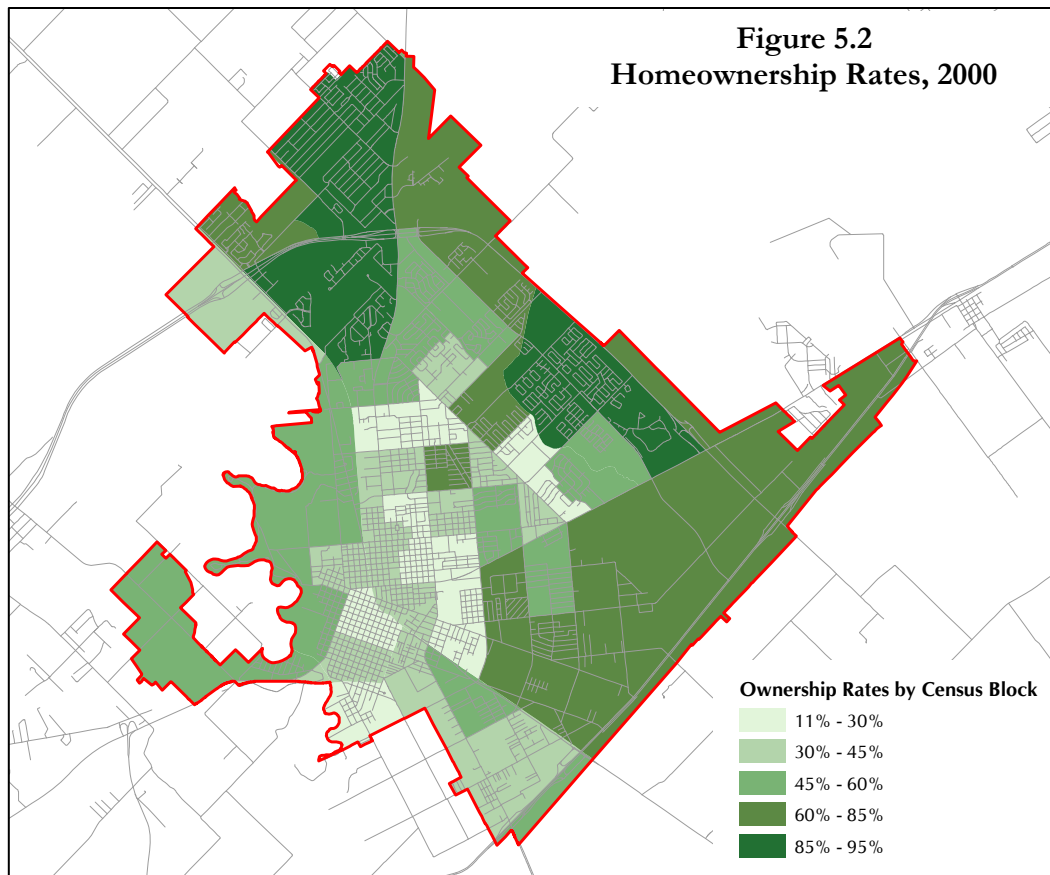 Figure 5.2
Homeownership Rates, 2000
Ownership Rates by Census Block
11% - 30%
30% - 45%
45% - 60%
60% - 85%
85% - 95%